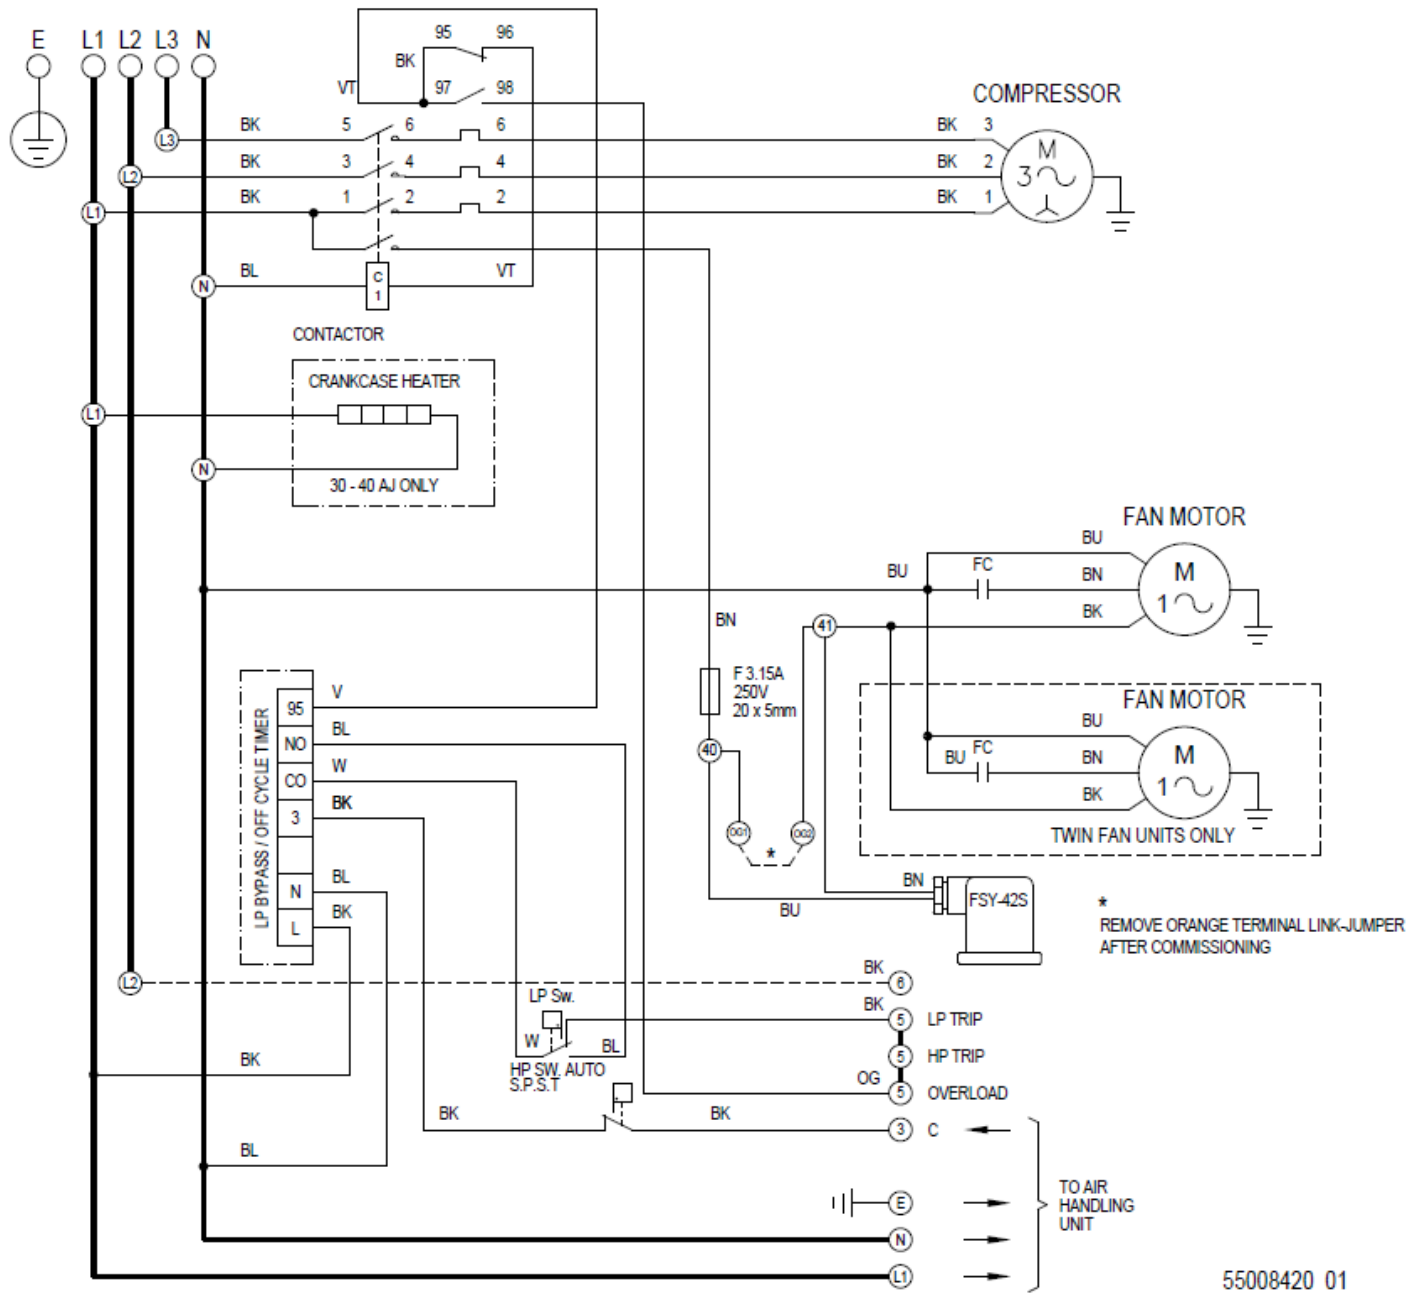 E L1 L2 L3 N
95 96
BK
VT 97 98
COMPRESSOR
BK 5 6 6 BK 3
L3
M
3
BK 3 4 4 BK 2
L2
BK 1 2 2 BK 1
L1
BL VT
N
C
1
CONTACTOR
CRANKCASE HEATER
L1
N
30 - 40 AJ ONLY
FAN MOTOR
BU
BU FC BN
M
1
BK
BN
41
F 3.15A
250V
20 x 5mm
FAN MOTOR
BU
BU FC BN
M
1
BK
TWIN FAN UNITS ONLY
LP BYPASS / OFF CYCLE TIMER
95 V
NO BL
CO W
3 BK
N BL
L BK
40
OG1 OG2
*
BN
FSY-42S
BU
*
REMOVE ORANGE TERMINAL LINK-JUMPER
AFTER COMMISSIONING
L2
BK 6
LP Sw.
BK 5 LP TRIP
W BL
5 HP TRIP
HP SW. AUTO
S.P.S.T
BK
OG 5 OVERLOAD
BK BK 3 C
BL
E
N
L1
TO AIR
HANDLING
UNIT
55008420 01